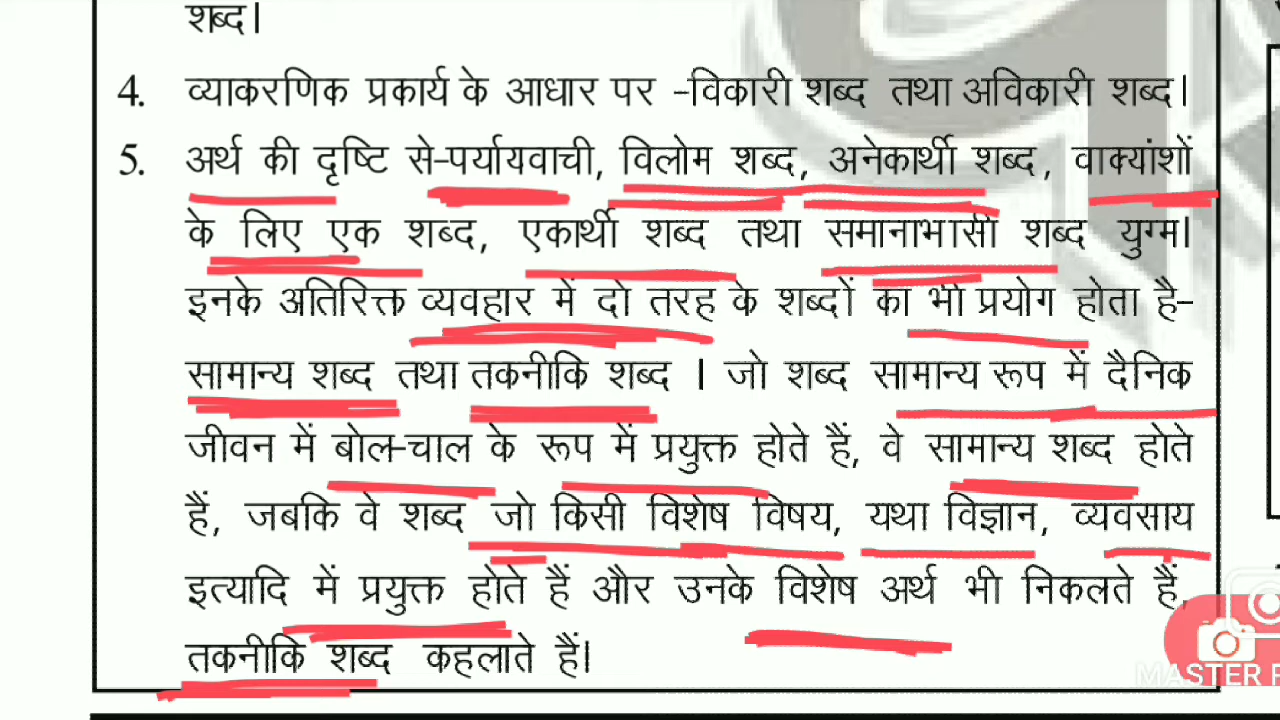 शब्द।
4. व्याकरणिक प्रकार्य के आधार पर -विकारी शब्द तथा अविकारी शब्द।
5. अर्थ की दृष्टि से-पर्यायवाची, विलोम शब्द, अनेकार्थी शब्द, वाक्यांशों
के लिए एक शब्द, एकार्थी शब्द तथा समानाभासी शब्द युग्म।
इनके अतिरिक्त व्यवहार में दो तरह के शब्दों का भी प्रयोग होता है-
सामान्य शब्द तथा तकनीकि शब्द । जो शब्द सामान्य रूप में दैनिक
जीवन में बोल-चाल के रूप में प्रयुक्त होते हैं, वे सामान्य शब्द होते
हैं, जबकि वे शब्द जो किसी विशेष विषय, यथा विज्ञान, व्यवसाय
इत्यादि में प्रयुक्त होते हैं और उनके विशेष अर्थ भी निकलते हैं,
तकनीकि शब्द कहलाते हैं।
MASTER